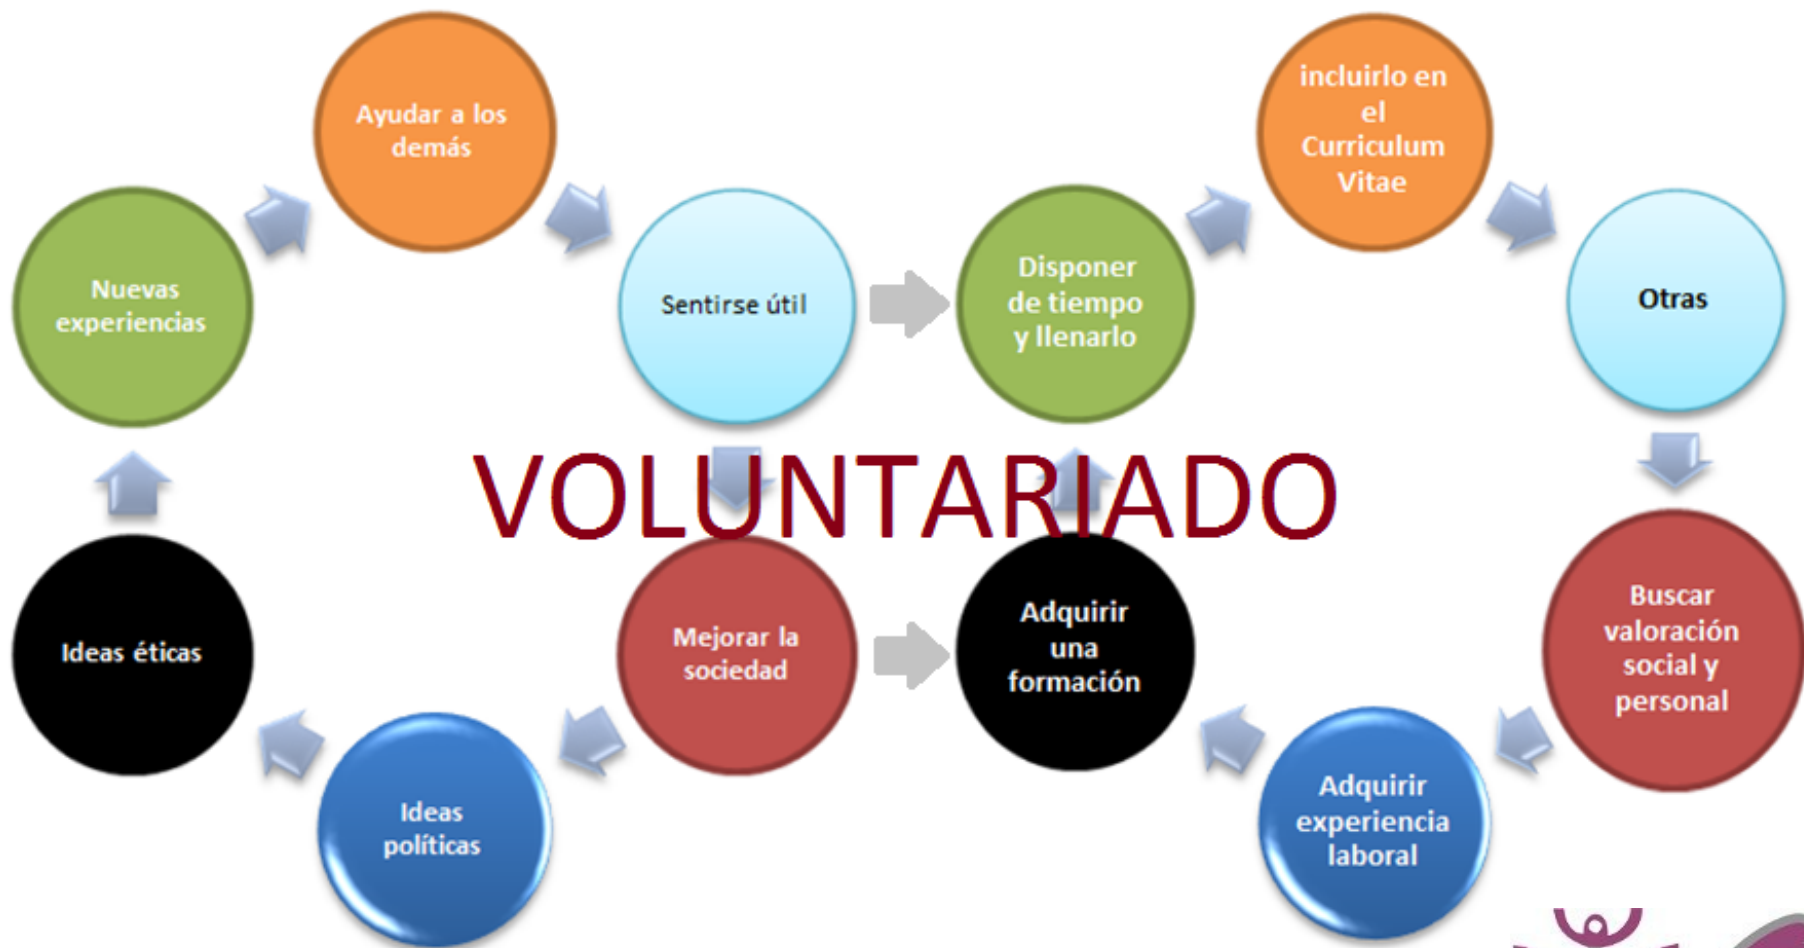 Ayudar a los
demás
Nuevas
experiencias
Sentirse útil
Ideas éticas
Mejorar la
sociedad
Ideas
políticas
VOLUNTARIADO
incluirlo en
el
Curriculum
Vitae
Disponer
de tiempo
y llenarlo
Otras
Adquirir
una
formación
Buscar
valoración
social y
personal
Adquirir
experiencia
laboral